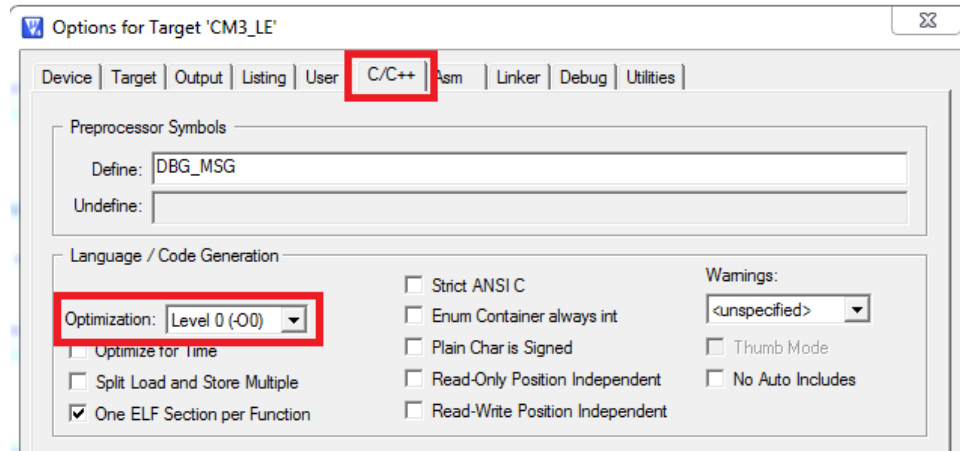 Options for Target 'CM3_LE'
Device Target Output Listing User C/C++ Asm Linker Debug Utilities
Preprocessor Symbols
Define: DBG_MSG
Undefine:
Language / Code Generation
Optimization: Level 0 (-O0)
Optimize for Time
Split Load and Store Multiple
One ELF Section per Function
Strict ANSI C
Enum Container always int
Plain Char is Signed
Read-Only Position Independent
Read-Write Position Independent
Warnings:
<unspecified>
Thumb Mode
No Auto Includes